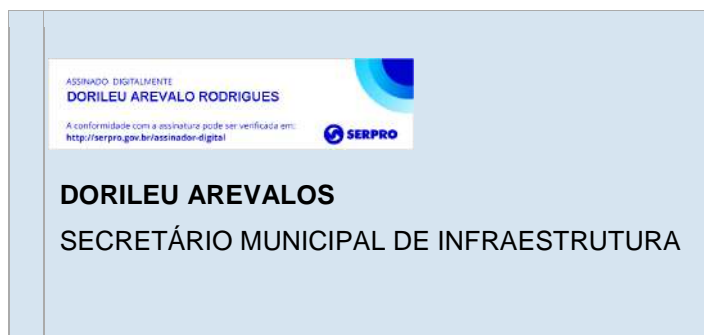 ASSINADO DIGITALMENTE
DORILEU AREVALO RODRIGUES
A conformidade com a assinatura pode ser verificada em:
http://serpro.gov.br/assinador-digital
SERPRO
DORILEU AREVALOS
SECRETÁRIO MUNICIPAL DE INFRAESTRUTURA